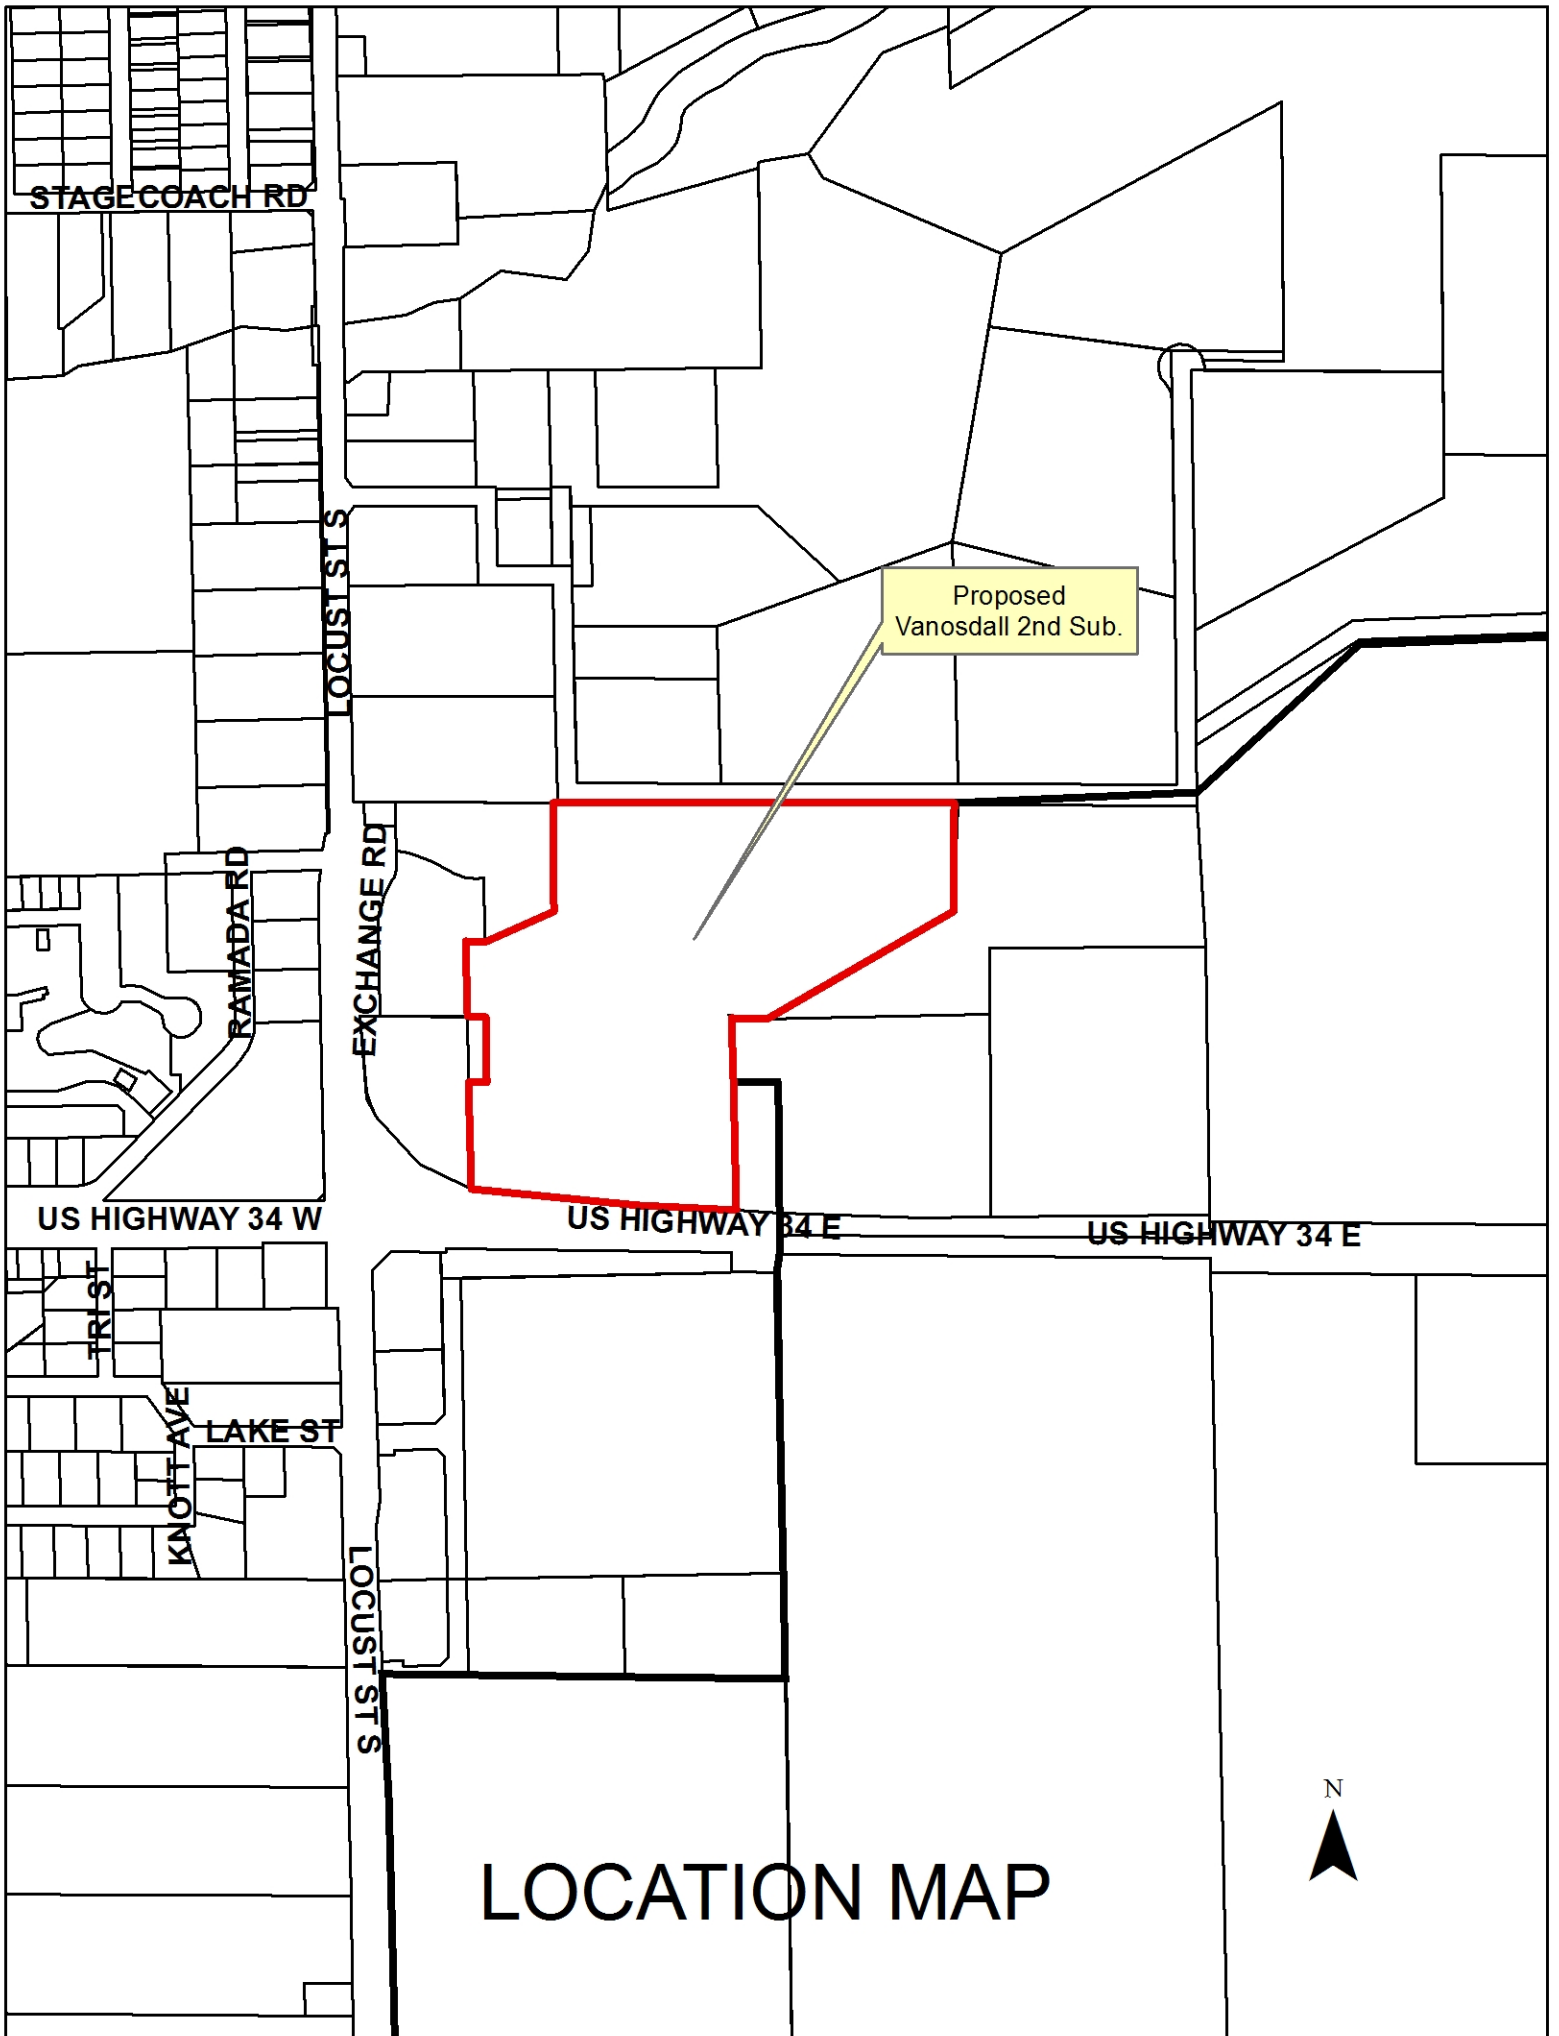 STAGECOACH RD
LOCUST ST S
Proposed
Vanosdall 2nd Sub.
RAMADA RD
EXCHANGE RD
US HIGHWAY 34 W
US HIGHWAY 34 E
US HIGHWAY 34 E
TRI ST
KNOTT AVE
LAKE ST
LOCUST ST S
N
LOCATION MAP